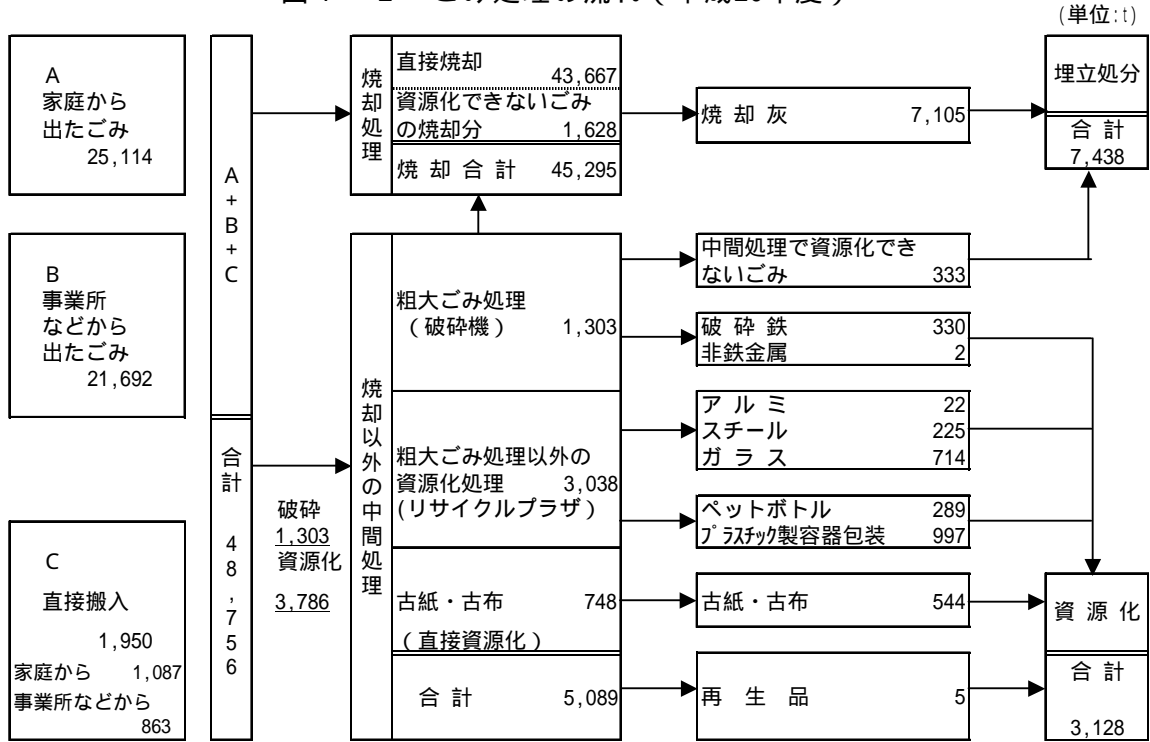 (単位:t)
A
家庭から
出たごみ
25,114
B
事業所
などから
出たごみ
21,692
C
直接搬入
1,950
家庭から 1,087
事業所などから
863
A
+
B
+
C
合
計
4
8
,
7
5
6
破砕
1,303
資源化
3,786
焼
却
処
理
直接焼却
43,667
資源化できないごみ
の焼却分 1,628
焼 却 合 計 45,295
焼
却
以
外
の
中
間
処
理
粗大ごみ処理
(破砕機) 1,303
粗大ごみ処理以外の
資源化処理 3,038
(リサイクルプラザ)
古紙・古布 748
(直接資源化)
合 計 5,089
焼 却 灰 7,105
中間処理で資源化でき
ないごみ 333
破 砕 鉄 330
非鉄金属 2
ア ル ミ 22
スチール 225
ガ ラ ス 714
ペットボトル 289
プラスチック製容器包装 997
古紙・古布 544
再 生 品 5
埋立処分
合 計
7,438
資 源 化
合 計
3,128